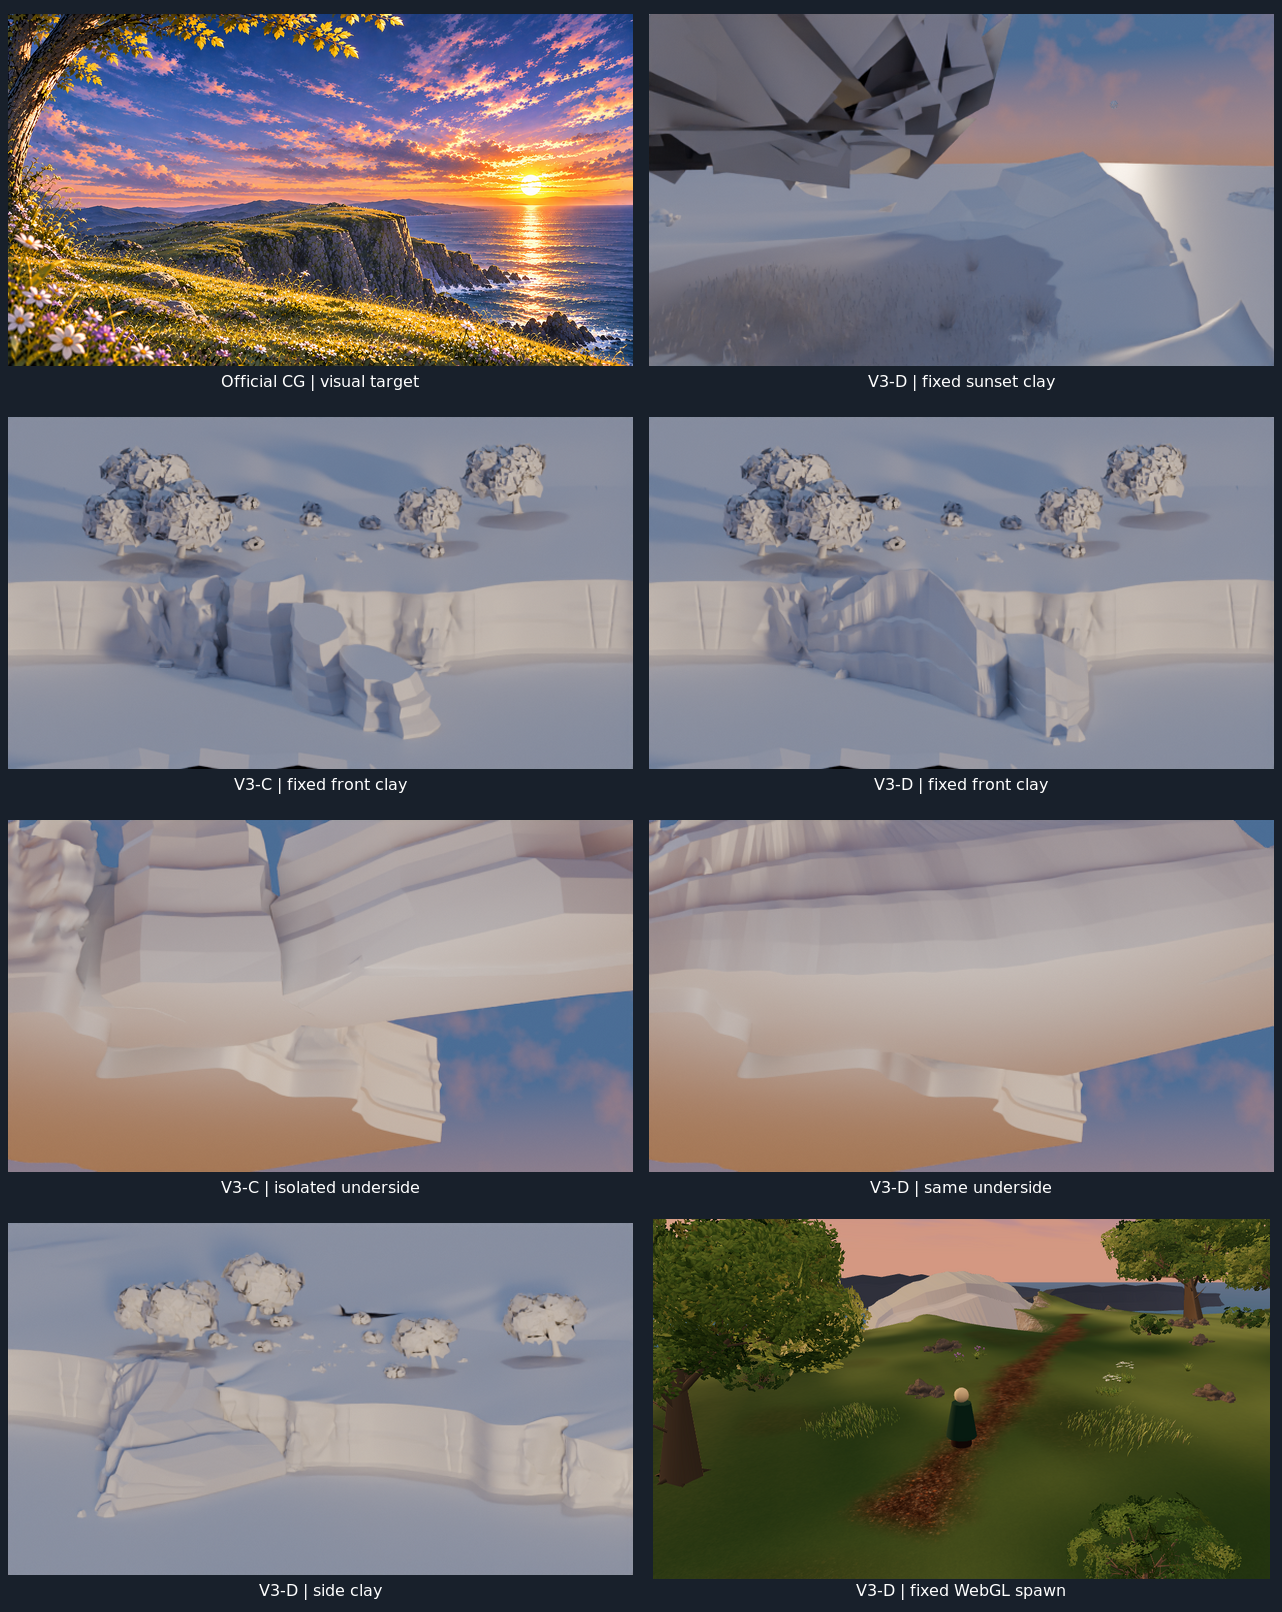 Official CG | visual target
V3-D | fixed sunset clay
V3-C | fixed front clay
V3-D | fixed front clay
V3-C | isolated underside
V3-D | same underside
V3-D | side clay
V3-D | fixed WebGL spawn